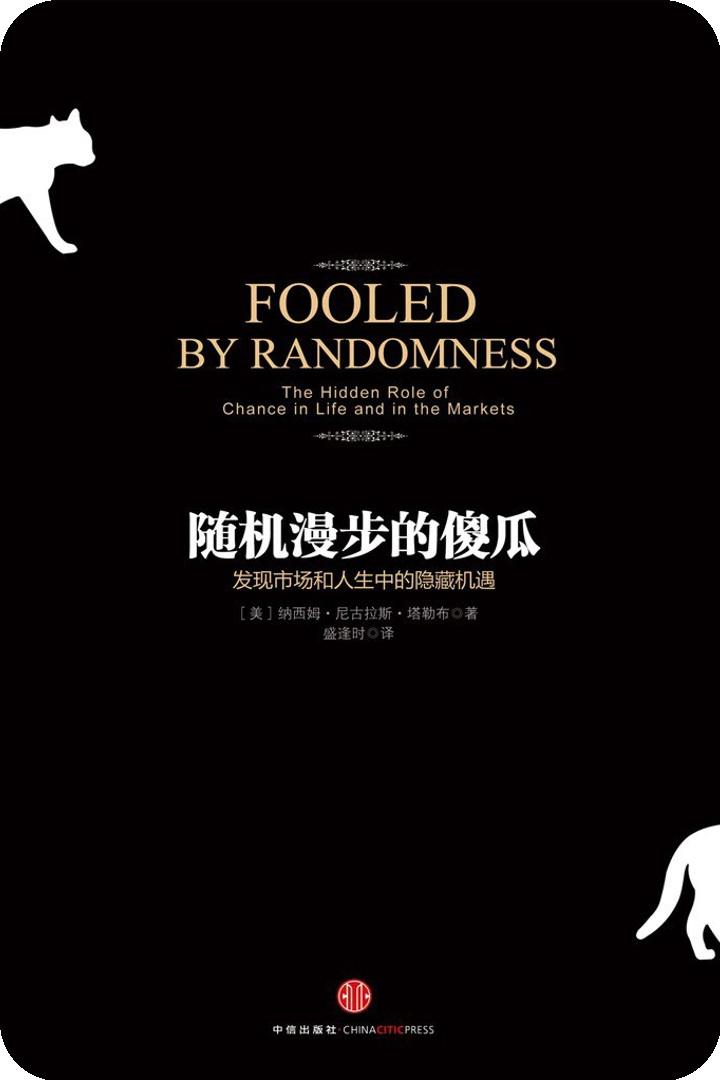 FOOLED
BY RANDOMNESS
The Hidden Role of
Chance in Life and in the Markets
随机漫步的傻瓜
发现市场和人生中的隐藏机遇
［美］纳西姆·尼古拉斯·塔勒布◎著
盛逢时◎译
中信出版社·CHINACITICPRESS